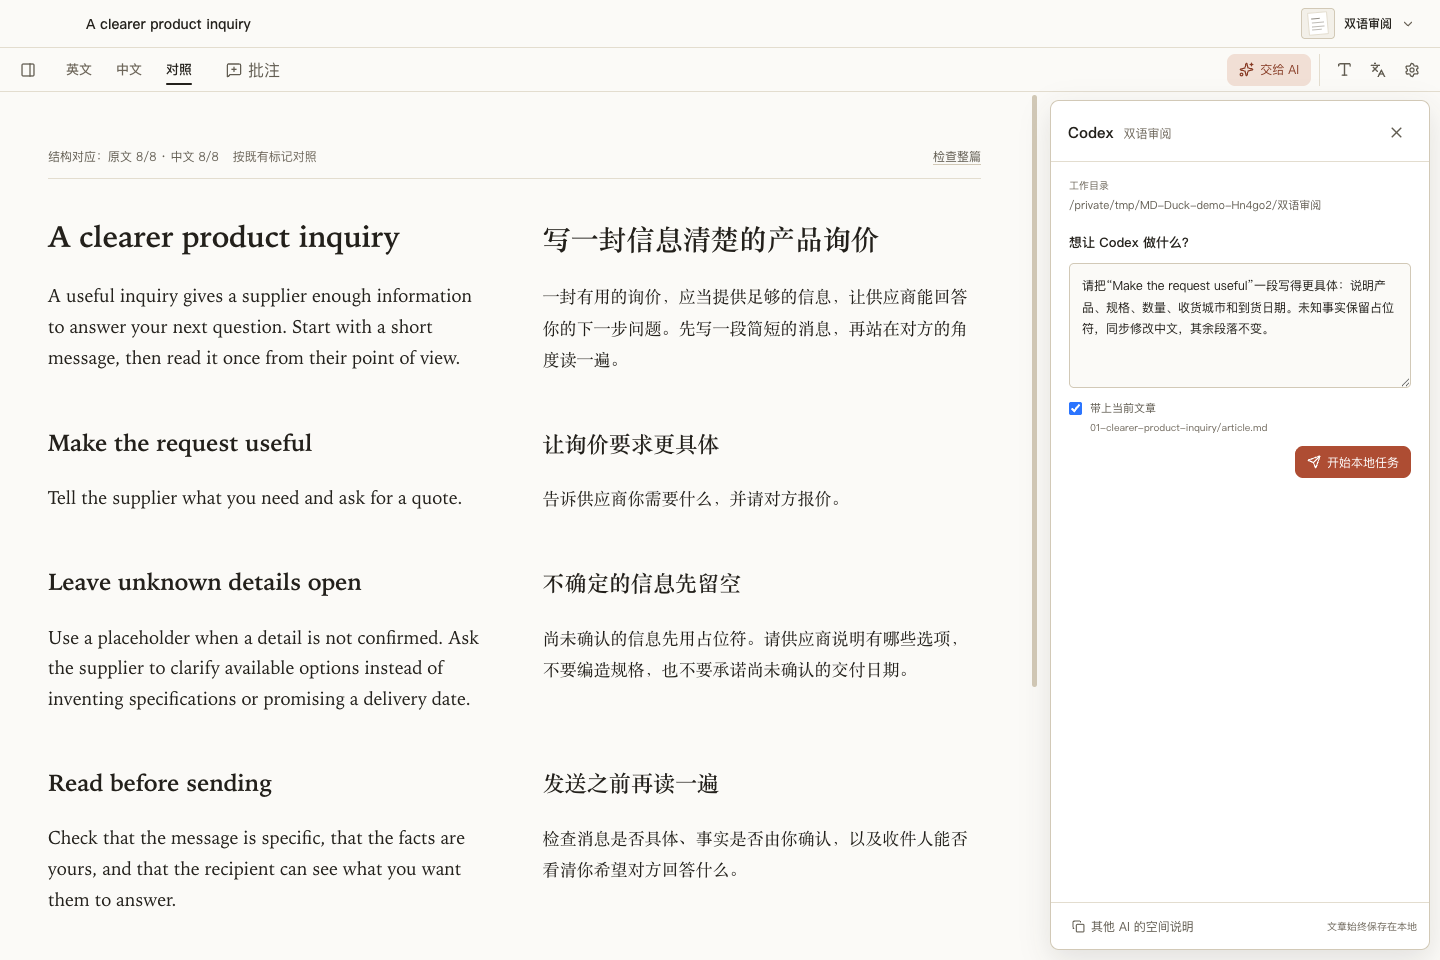 A clearer product inquiry
双语审阅
英文
中文
对照
批注
交给 AI
结构对应：原文 8/8 · 中文 8/8 按既有标记对照
检查整篇
A clearer product inquiry
A useful inquiry gives a supplier enough information
to answer your next question. Start with a short
message, then read it once from their point of view.
写一封信息清楚的产品询价
一封有用的询价，应当提供足够的信息，让供应商能回答
你的下一步问题。先写一段简短的消息，再站在对方的角
度读一遍。
Make the request useful
Tell the supplier what you need and ask for a quote.
让询价要求更具体
告诉供应商你需要什么，并请对方报价。
Leave unknown details open
Use a placeholder when a detail is not confirmed. Ask
the supplier to clarify available options instead of
inventing specifications or promising a delivery date.
不确定的信息先留空
尚未确认的信息先用占位符。请供应商说明有哪些选项，
不要编造规格，也不要承诺尚未确认的交付日期。
Read before sending
Check that the message is specific, that the facts are
yours, and that the recipient can see what you want
them to answer.
发送之前再读一遍
检查消息是否具体、事实是否由你确认，以及收件人能否
看清你希望对方回答什么。
Codex 双语审阅
工作目录
/private/tmp/MD-Duck-demo-Hn4go2/双语审阅
想让 Codex 做什么？
请把“Make the request useful”一段写得更具体：说明产
品、规格、数量、收货城市和到货日期。未知事实保留占位
符，同步修改中文，其余段落不变。
带上当前文章
01-clearer-product-inquiry/article.md
开始本地任务
其他 AI 的空间说明
文章始终保存在本地